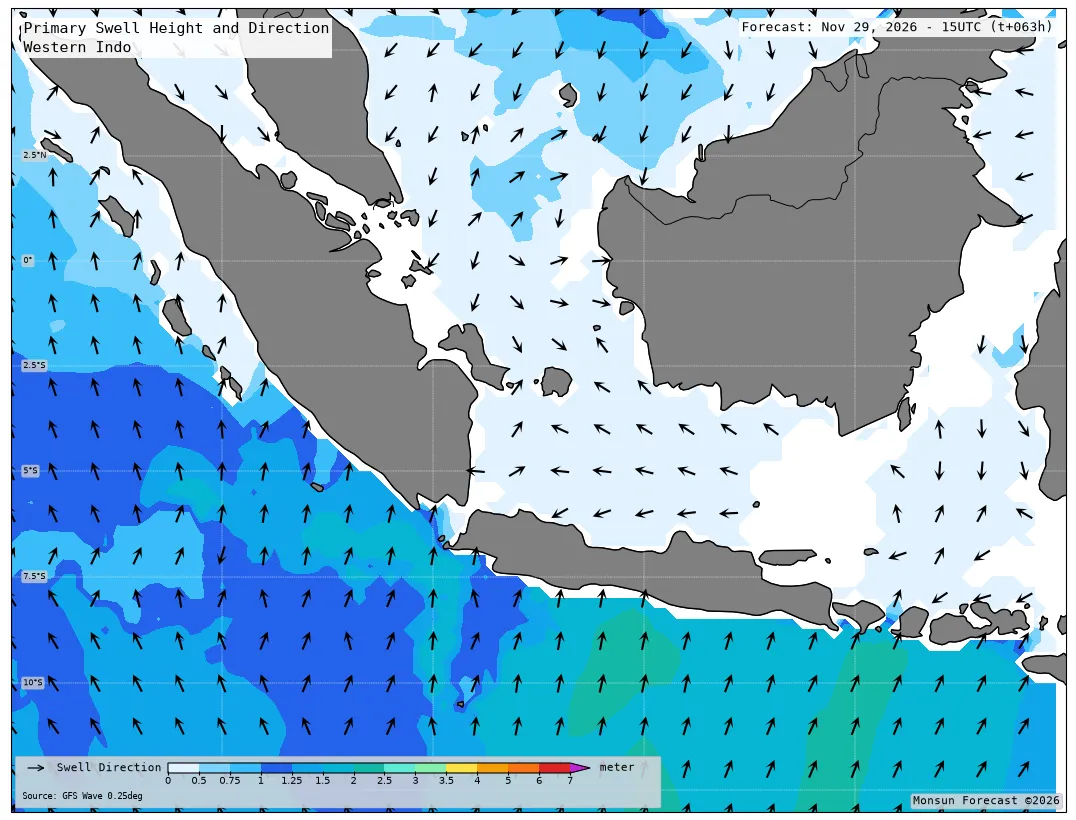 Primary Swell Height and Direction
Western Indo
Forecast: Nov 29, 2026 - 15UTC (t+063h)
2.5°N
0°
2.5°S
5°S
7.5°S
10°S
Swell Direction
0 0.5 0.75 1 1.25 1.5 2 2.5 3 3.5 4 5 6 7
meter
Source: GFS Wave 0.25deg
Monsun Forecast ©2026